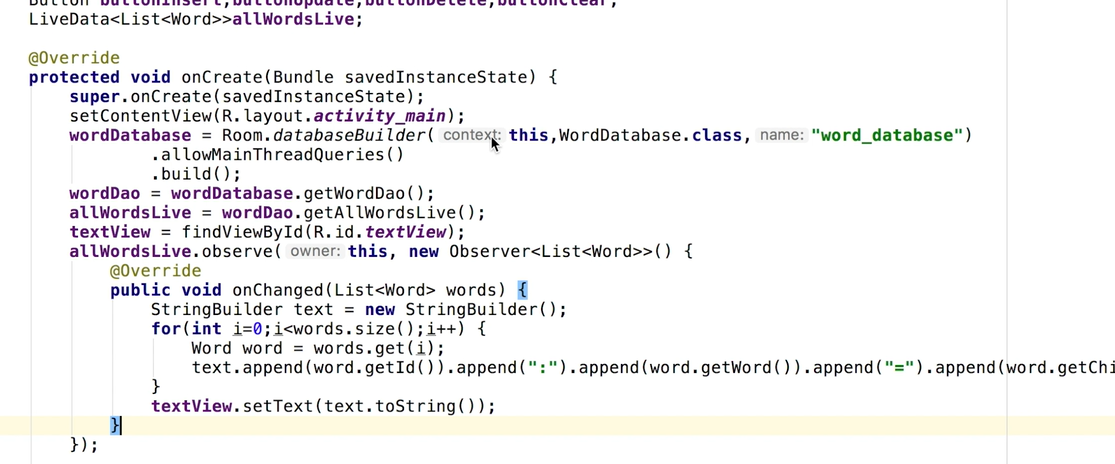 Button buttonInsert,buttonUpdate,buttonDelete,buttonClear;
LiveData<List<Word>>allWordsLive;
@Override
protected void onCreate(Bundle savedInstanceState) {
super.onCreate(savedInstanceState);
setContentView(R.layout.activity_main);
wordDatabase = Room.databaseBuilder( context: this,WordDatabase.class, name: "word_database")
.allowMainThreadQueries()
.build();
wordDao = wordDatabase.getWordDao();
allWordsLive = wordDao.getAllWordsLive();
textView = findViewById(R.id.textView);
allWordsLive.observe( owner: this, new Observer<List<Word>>() {
@Override
public void onChanged(List<Word> words) {
StringBuilder text = new StringBuilder();
for(int i=0;i<words.size();i++) {
Word word = words.get(i);
text.append(word.getId()).append(":").append(word.getWord()).append("=").append(word.getChi
}
textView.setText(text.toString());
}
});